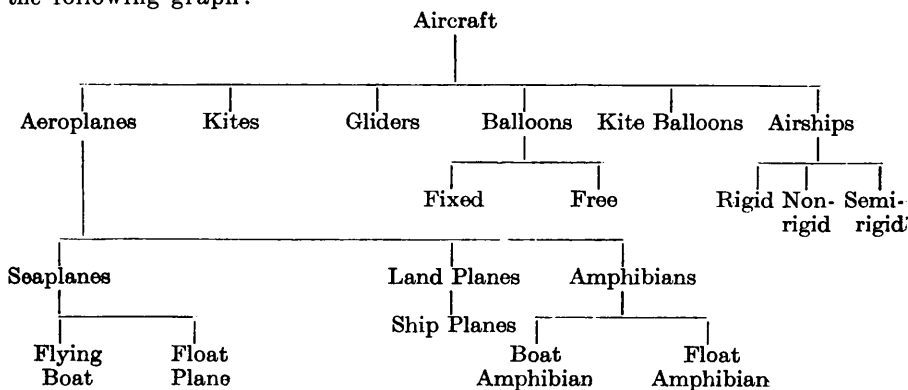 the following graph:
Aircraft
Aeroplanes Kites Gliders Balloons Kite Balloons Airships
Fixed Free
Rigid Non- Semi-
rigid rigid
Seaplanes Land Planes Amphibians
Ship Planes
Flying Float Boat Float
Boat Plane Amphibian Amphibian